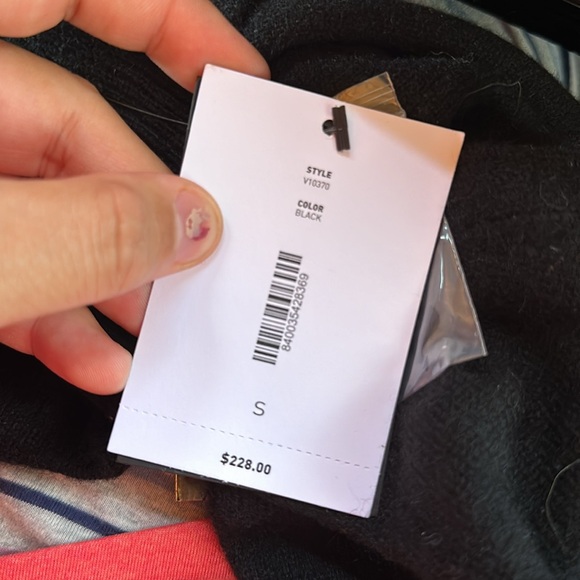 STYLE
V10370
COLOR
BLACK
840035428369
S
$228.00